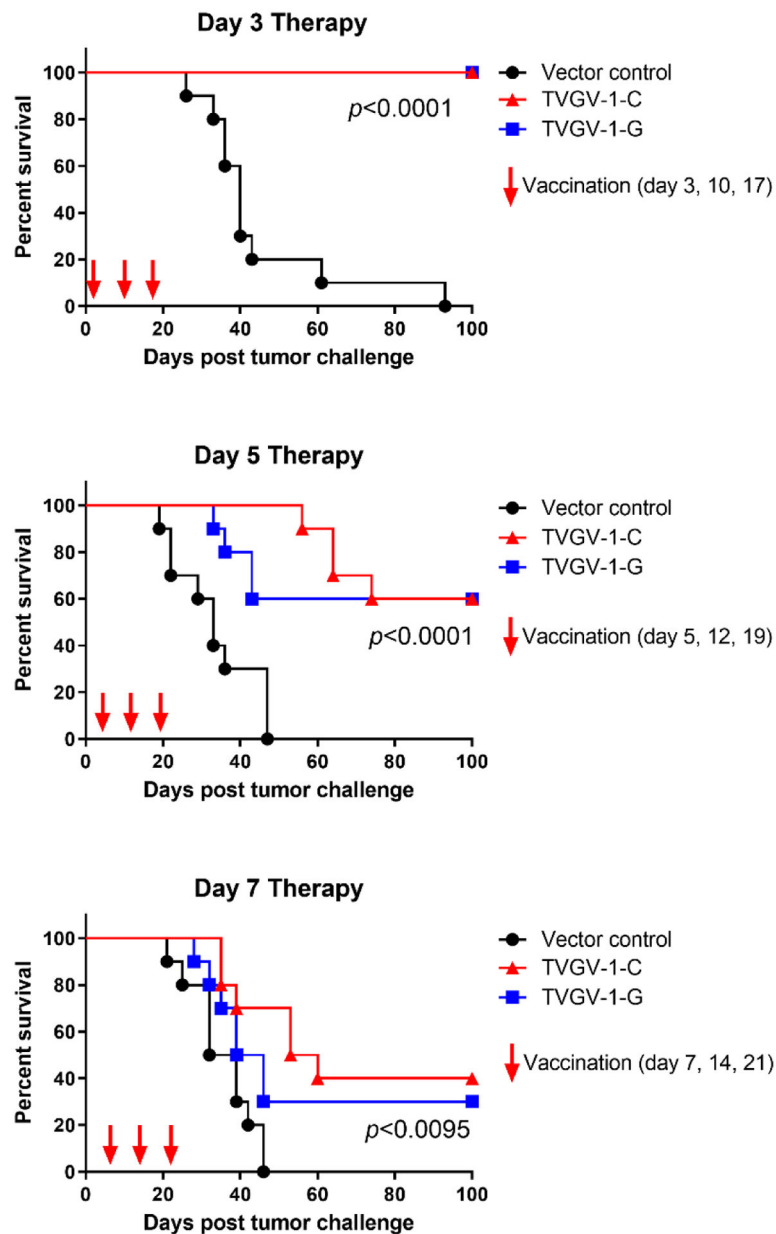 Day 3 Therapy
Percent survival
100
80
60
40
20
0
p<0.0001
0 20 40 60 80 100
Days post tumor challenge
Vector control
TVGV-1-C
TVGV-1-G
Vaccination (day 3, 10, 17)
Day 5 Therapy
Percent survival
100
80
60
40
20
0
p<0.0001
0 20 40 60 80 100
Days post tumor challenge
Vector control
TVGV-1-C
TVGV-1-G
Vaccination (day 5, 12, 19)
Day 7 Therapy
Percent survival
100
80
60
40
20
0
p<0.0095
0 20 40 60 80 100
Days post tumor challenge
Vector control
TVGV-1-C
TVGV-1-G
Vaccination (day 7, 14, 21)